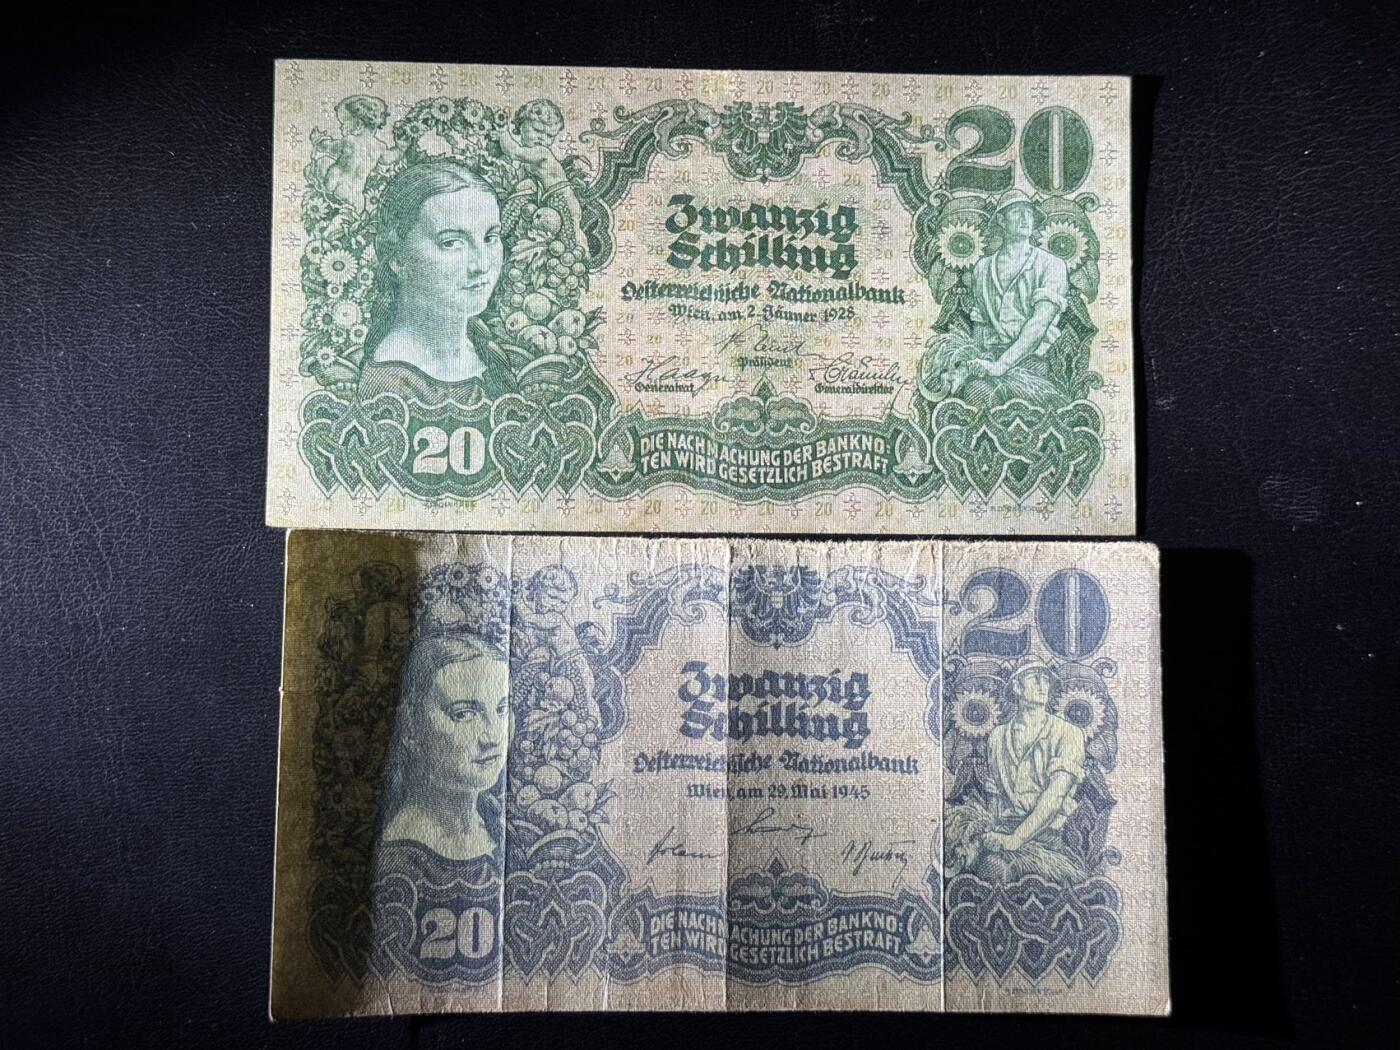 20
Zwanzig
Schilling
Oesterreichische Nationalbank
Wien, am 2. Jänner 1928
Präsident
Generalrat
Generaldirektor
20
DIE NACHMACHUNG DER BANKNO:
TEN WIRD GESETZLICH BESTRAFT
20
Zwanzig
Schilling
Oesterreichische Nationalbank
Wien, am 29. Mai 1945
20
DIE NACHMACHUNG DER BANKNO:
TEN WIRD GESETZLICH BESTRAFT